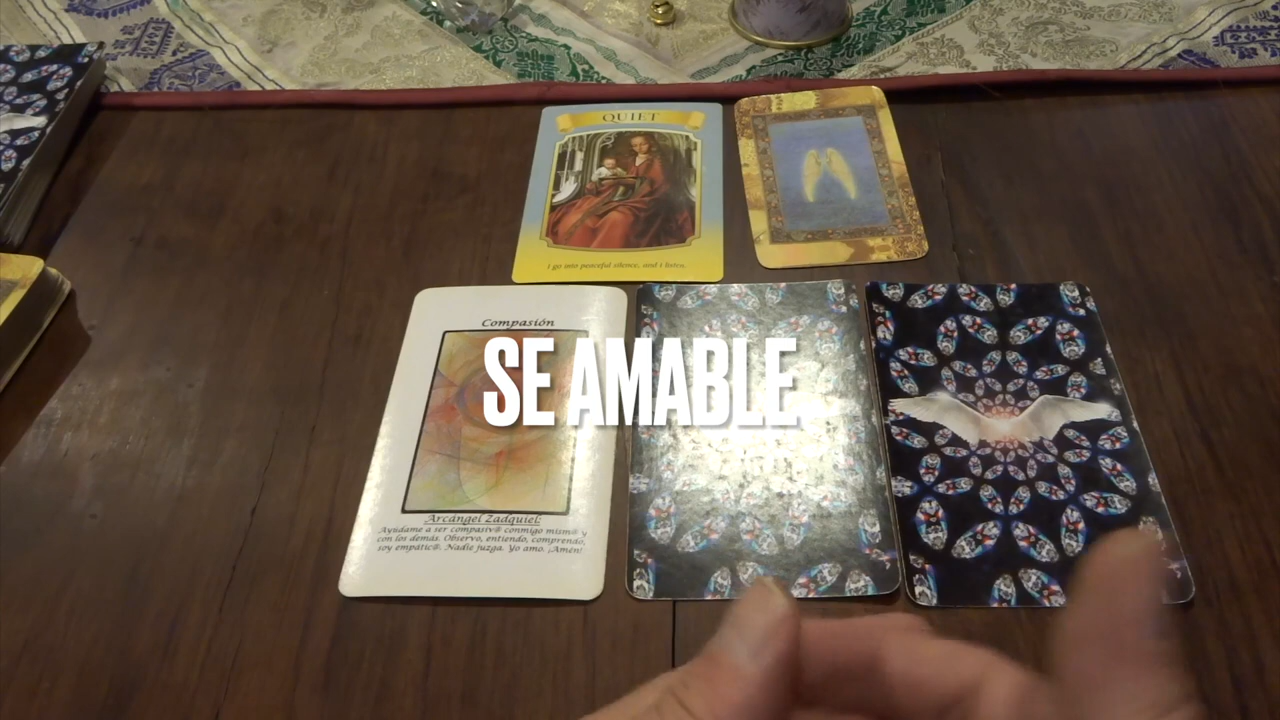 QUIET
i go into peaceful silence, and i listen.
Compasión
SE AMABLE
Arcángel Zadquiel:
Ayúdame a ser compasiv@ conmigo mism@ y
con los demás. Observo, entiendo, comprendo,
soy empátic@. Nadie juzga. Yo amo. ¡Amén!